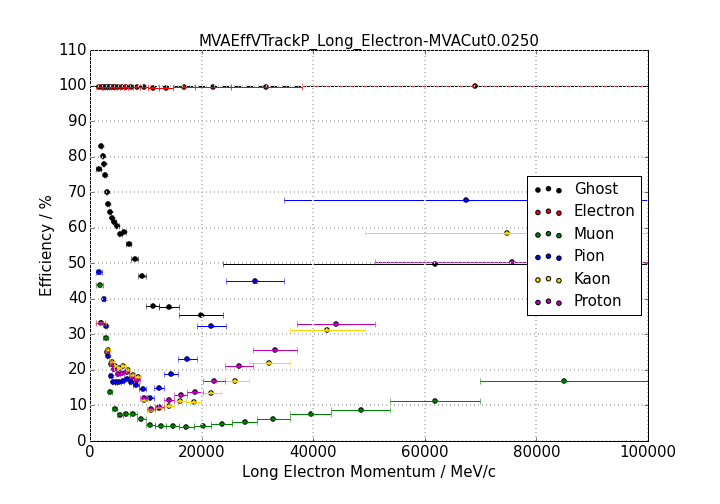 MVAEffVTrackP_Long_Electron-MVACut0.0250
110
100
90
80
70
60
50
40
30
20
10
0
Efficiency / %
Ghost
Electron
Muon
Pion
Kaon
Proton
0 20000 40000 60000 80000 100000
Long Electron Momentum / MeV/c